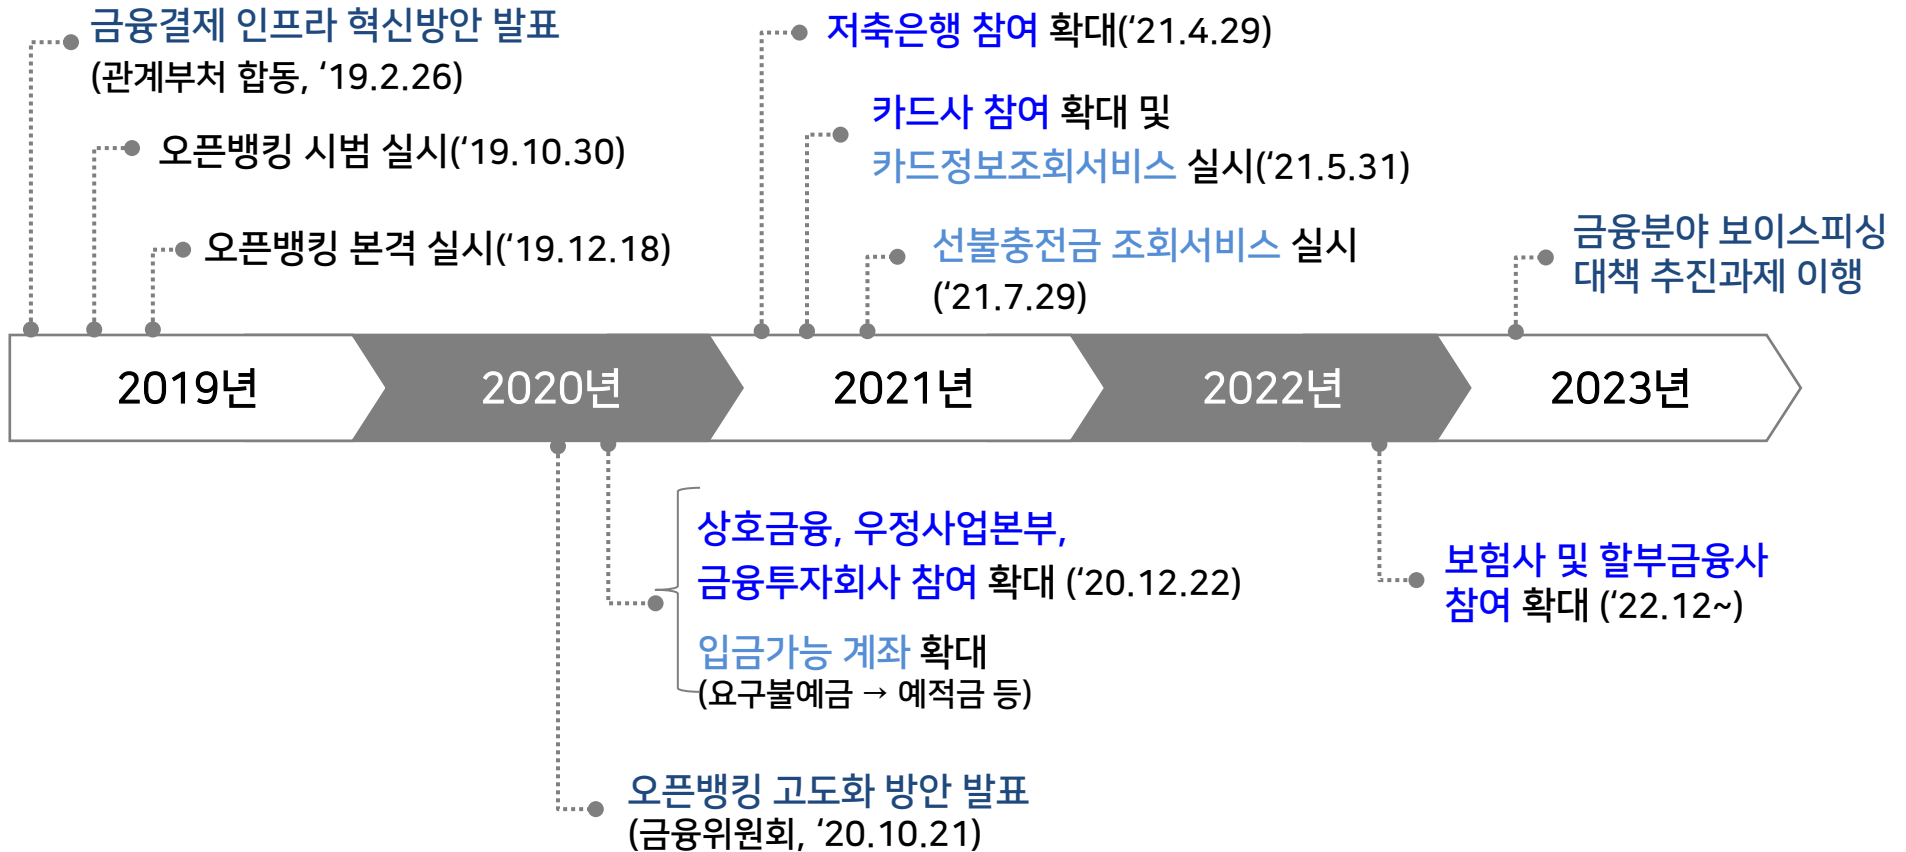 금융결제 인프라 혁신방안 발표
(관계부처 합동, ‘19.2.26)
오픈뱅킹 시범 실시(‘19.10.30)
오픈뱅킹 본격 실시(‘19.12.18)
저축은행 참여 확대(‘21.4.29)
카드사 참여 확대 및
카드정보조회서비스 실시(‘21.5.31)
선불충전금 조회서비스 실시
(‘21.7.29)
금융분야 보이스피싱
대책 추진과제 이행
2019년
2020년
2021년
2022년
2023년
상호금융, 우정사업본부,
금융투자회사 참여 확대 (‘20.12.22)
입금가능 계좌 확대
(요구불예금 → 예적금 등)
보험사 및 할부금융사
참여 확대 (‘22.12~)
오픈뱅킹 고도화 방안 발표
(금융위원회, ‘20.10.21)